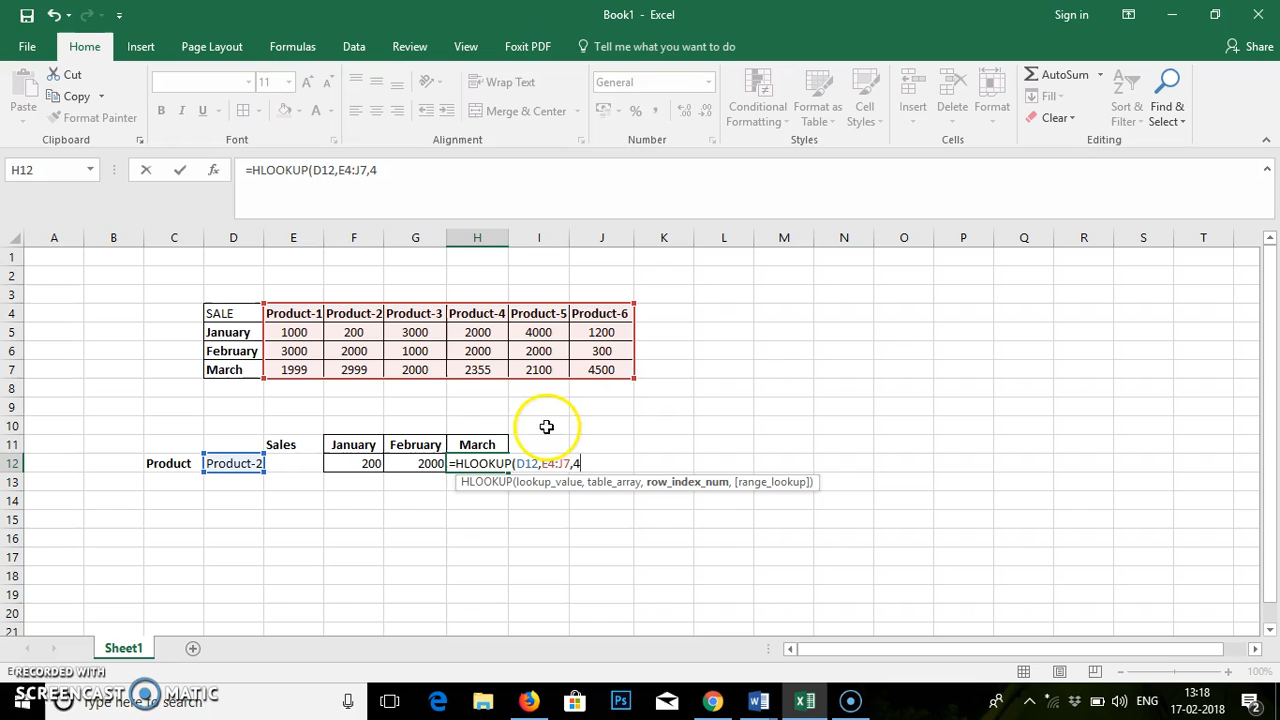 Book1 - Excel
Sign in
File Home Insert Page Layout Formulas Data Review View Foxit PDF Tell me what you want to do Share
Paste
Cut
Copy
Format Painter
Clipboard
11
B I U
Font
Wrap Text
Merge & Center
Alignment
General
Number
Conditional Formatting
Format as Table
Cell Styles
Styles
Insert Delete Format
Cells
AutoSum
Fill
Clear
Sort & Filter
Find & Select
Editing
H12 =HLOOKUP(D12,E4:J7,4
A B C D E F G H I J K L M N O P Q R S T
1
2
3
4 SALE Product-1 Product-2 Product-3 Product-4 Product-5 Product-6
5 January 1000 200 3000 2000 4000 1200
6 February 3000 2000 1000 2000 2000 300
7 March 1999 2999 2000 2355 2100 4500
8
9
10
11 Sales January February March
12 Product Product-2 200 2000 =HLOOKUP(D12,E4:J7,4
13 HLOOKUP(lookup_value, table_array, row_index_num, [range_lookup])
14
15
16
17
18
19
20
21
Sheet1
RECORDED WITH
SCREENCAST MATIC
100%
Type here to search
ENG
13:18
17-02-2018
2